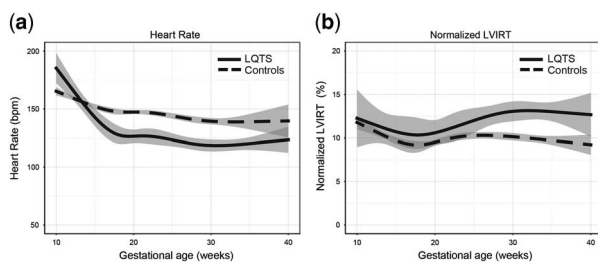 (a)
Heart Rate
LQTS
Controls
200
150
100
50
Heart Rate (bpm)
10
20
30
40
Gestational age (weeks)
(b)
Normalized LVIRT
LQTS
Controls
20
15
10
5
0
Normalized LVIRT (%)
10
20
30
40
Gestational age (weeks)